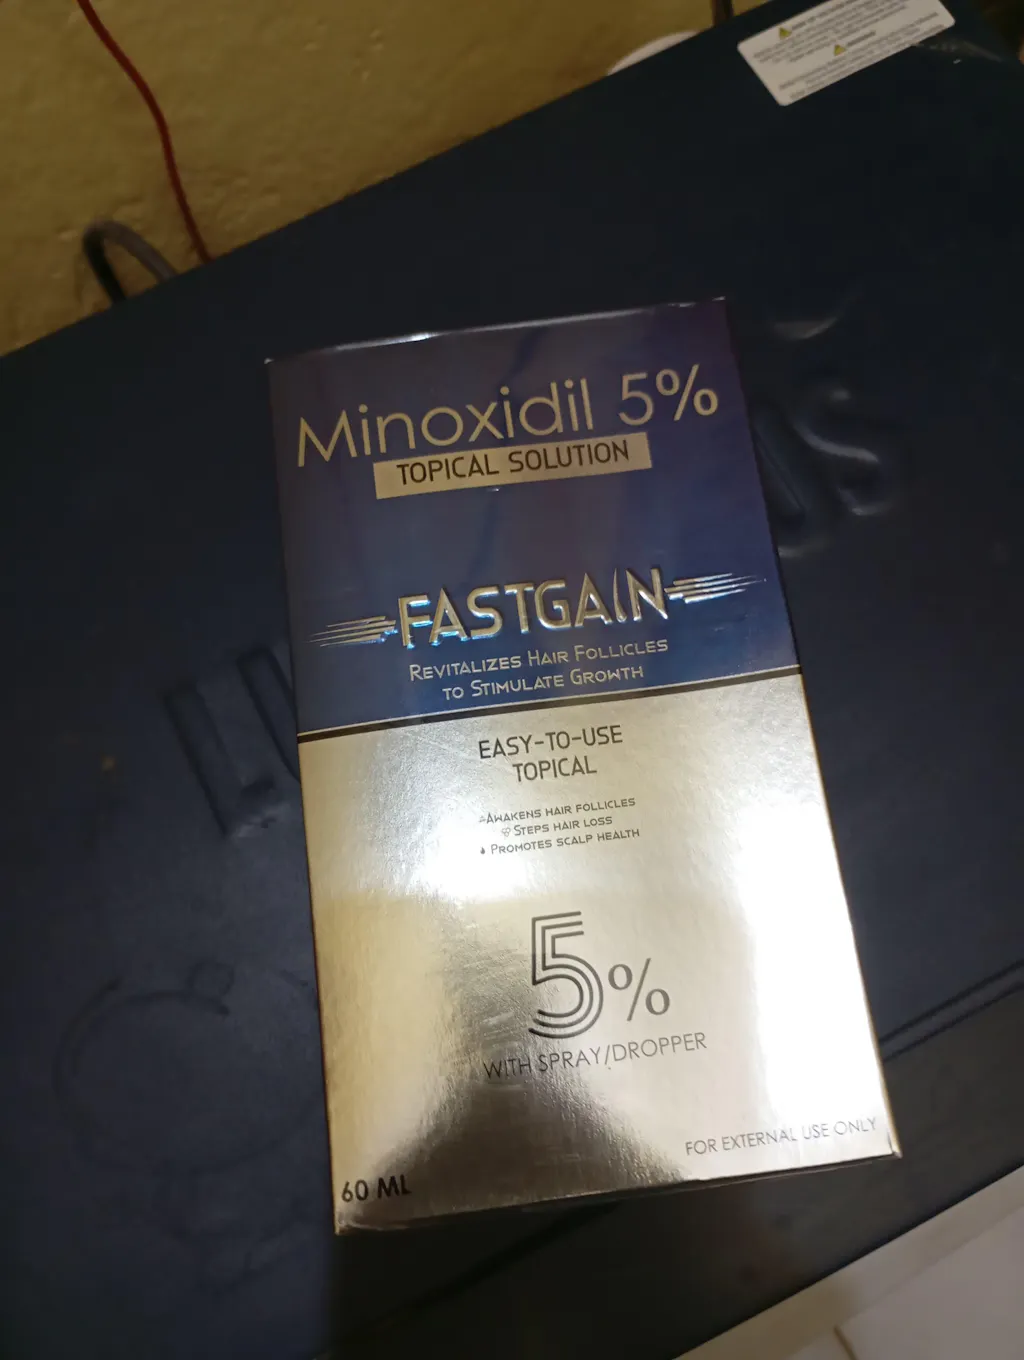 Minoxidil 5%
TOPICAL SOLUTION
FASTGAIN
REVITALIZES HAIR FOLLICLES
TO STIMULATE GROWTH
EASY-TO-USE
TOPICAL
AWAKENS HAIR FOLLICLES
STEPS HAIR LOSS
PROMOTES SCALP HEALTH
5%
WITH SPRAY/DROPPER
FOR EXTERNAL USE ONLY
60 ML